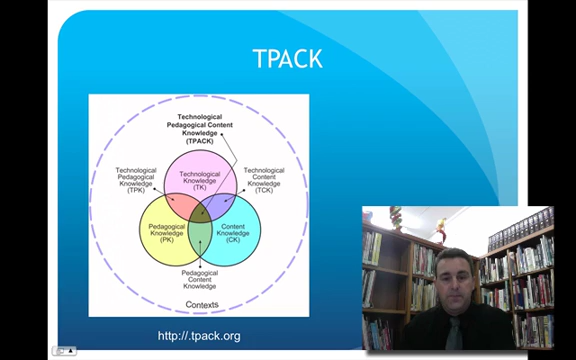 TPACK
Technological
Pedagogical Content
Knowledge
(TPACK)
Technological
Pedagogical
Knowledge
(TPK)
Technological
Knowledge
(TK)
Technological
Content
Knowledge
(TCK)
Pedagogical
Knowledge
(PK)
Content
Knowledge
(CK)
Pedagogical
Content
Knowledge
Contexts
http://.tpack.org